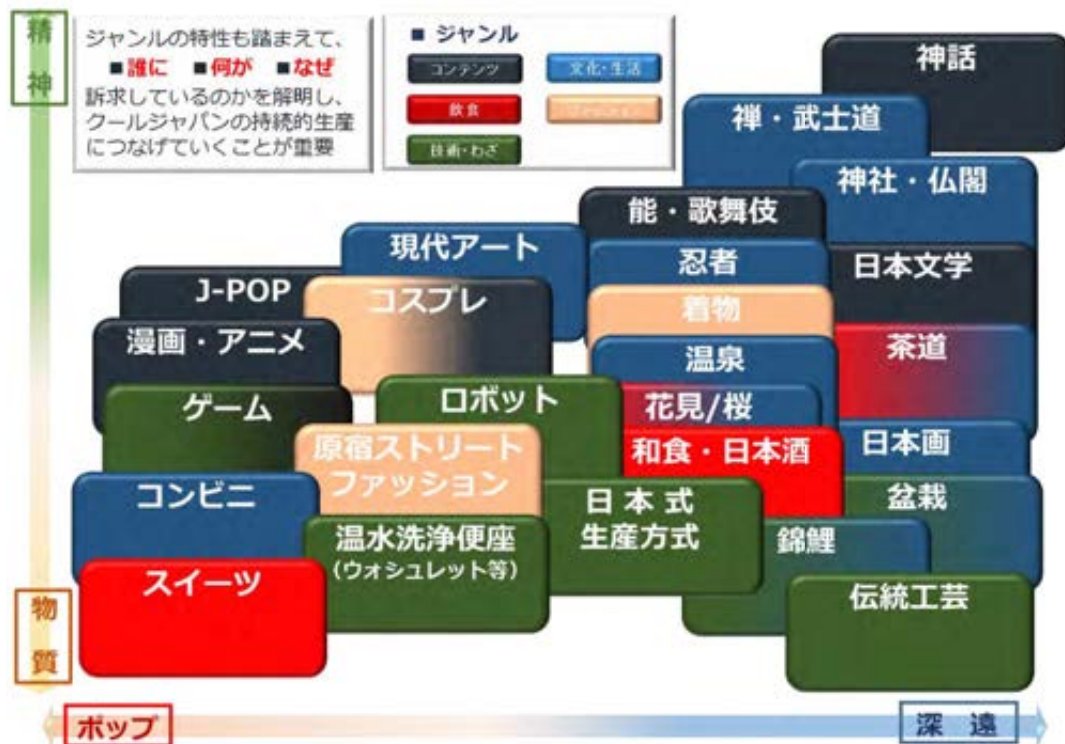 精神
ジャンルの特性も踏まえて、
■誰に ■何が ■なぜ
訴求しているのかを解明し、
クールジャパンの持続的生産
につなげていくことが重要
■ ジャンル
コンテンツ
文化・生活
飲食
ファッション
技術・わざ
神話
禅・武士道
神社・仏閣
能・歌舞伎
現代アート
忍者
日本文学
J-POP
コスプレ
着物
漫画・アニメ
温泉
茶道
ゲーム
ロボット
花見/桜
原宿ストリート
ファッション
和食・日本酒
日本画
コンビニ
日本式
生産方式
盆栽
温水洗浄便座
(ウォシュレット等)
錦鯉
スイーツ
伝統工芸
物質
ポップ
深遠